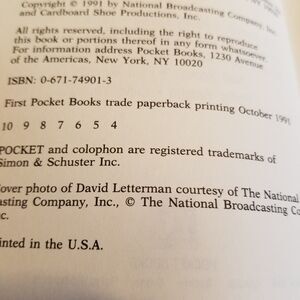 Copyright © 1991 by National Broadcasting Company, Inc.
and Cardboard Shoe Productions, Inc.
All rights reserved, including the right to reproduce
this book or portions thereof in any form whatsoever.
For information address Pocket Books, 1230 Avenue
of the Americas, New York, NY 10020
ISBN: 0-671-74901-3
First Pocket Books trade paperback printing October 1991
10 9 8 7 6 5 4
POCKET and colophon are registered trademarks of
Simon & Schuster Inc.
over photo of David Letterman courtesy of The National
casting Company, Inc., © The National Broadcasting Co
nc.
rinted in the U.S.A.